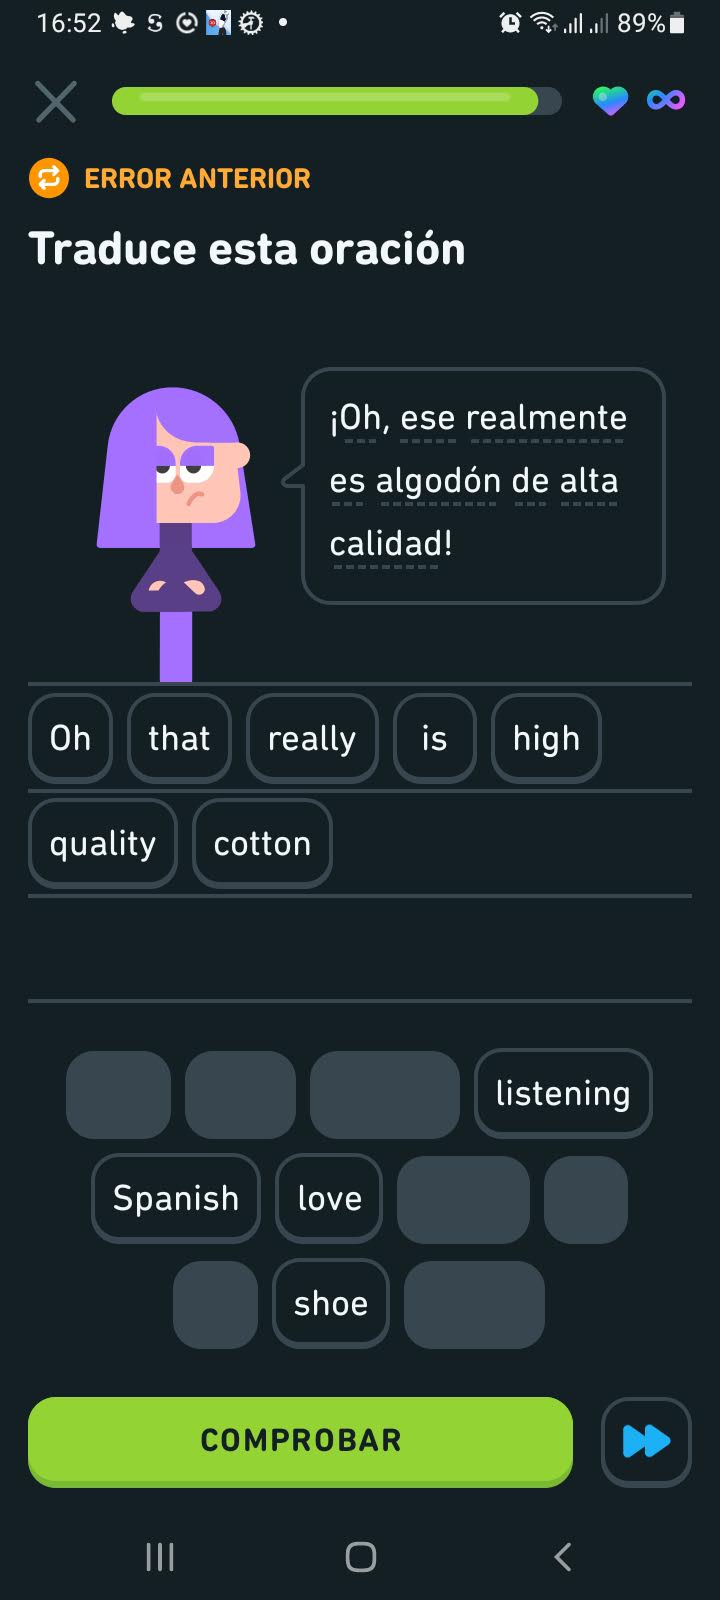 16:52 89%
ERROR ANTERIOR
Traduce esta oración
¡Oh, ese realmente
es algodón de alta
calidad!
Oh that really is high
quality cotton
listening
Spanish love
shoe
COMPROBAR